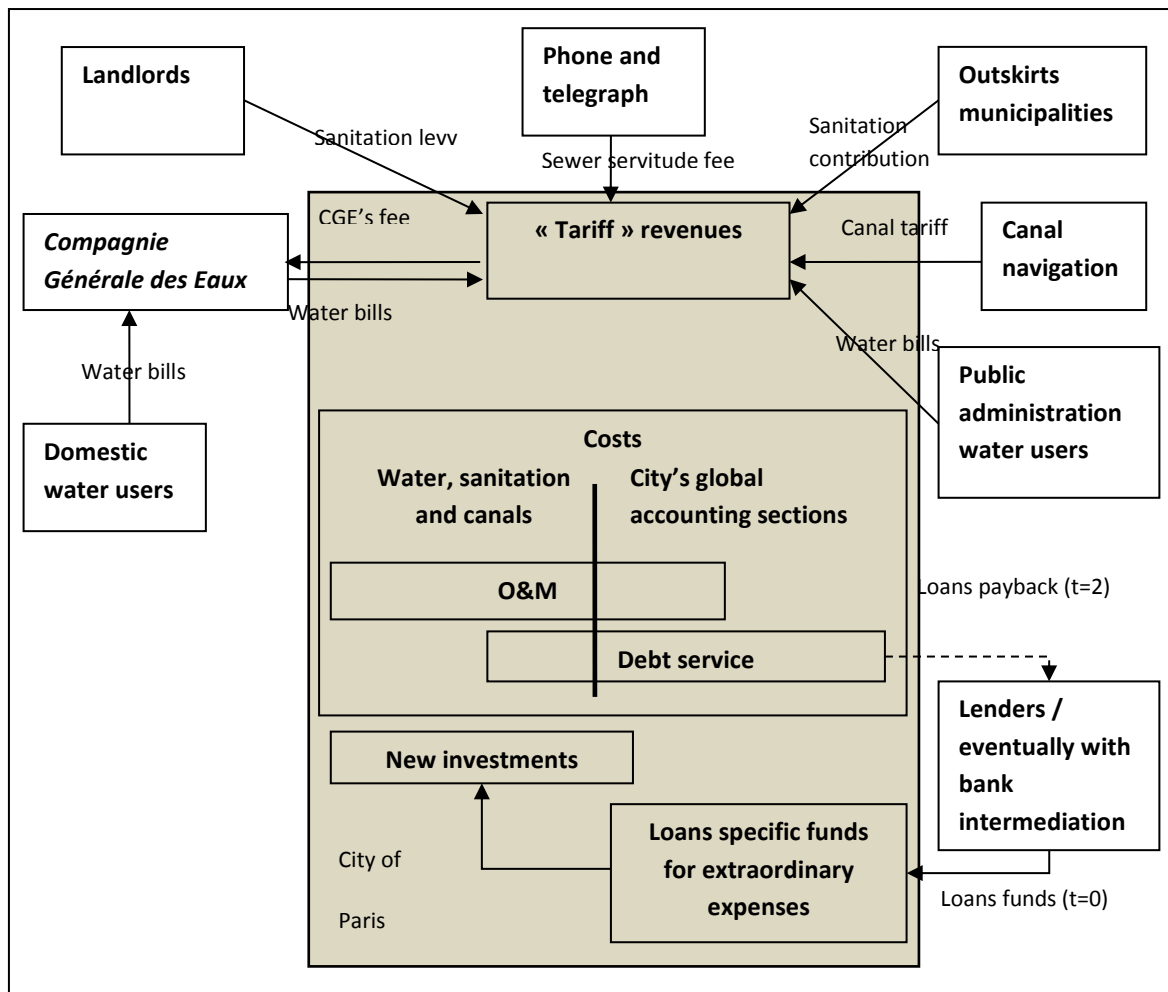 Landlords
Phone and
telegraph
Outskirts
municipalities
Sanitation levy
Sewer servitude fee
Sanitation
contribution
Compagnie
Générale des Eaux
CGE's fee
« Tariff » revenues
Canal tariff
Canal
navigation
Water bills
Water bills
Water bills
Domestic
water users
Public
administration
water users
Costs
Water, sanitation
and canals
City's global
accounting sections
O&M
Loans payback (t=2)
Debt service
Lenders /
eventually with
bank
intermediation
New investments
Loans specific funds
for extraordinary
expenses
City of
Paris
Loans funds (t=0)